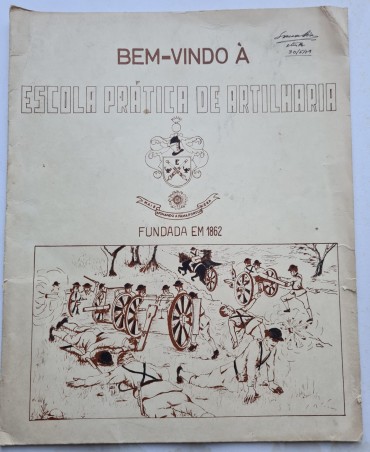 BEM-VINDO À
ESCOLA PRÁTICA DE ARTILHARIA
FUNDADA EM 1862